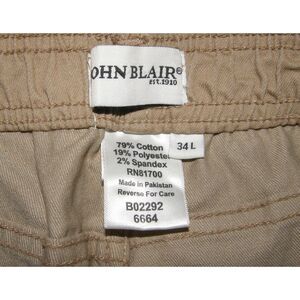 OHN BLAIR®
est.1910
79% Cotton
19% Polyester
2% Spandex
RN81700
Made in Pakistan
Reverse For Care
B02292
6664
34 L